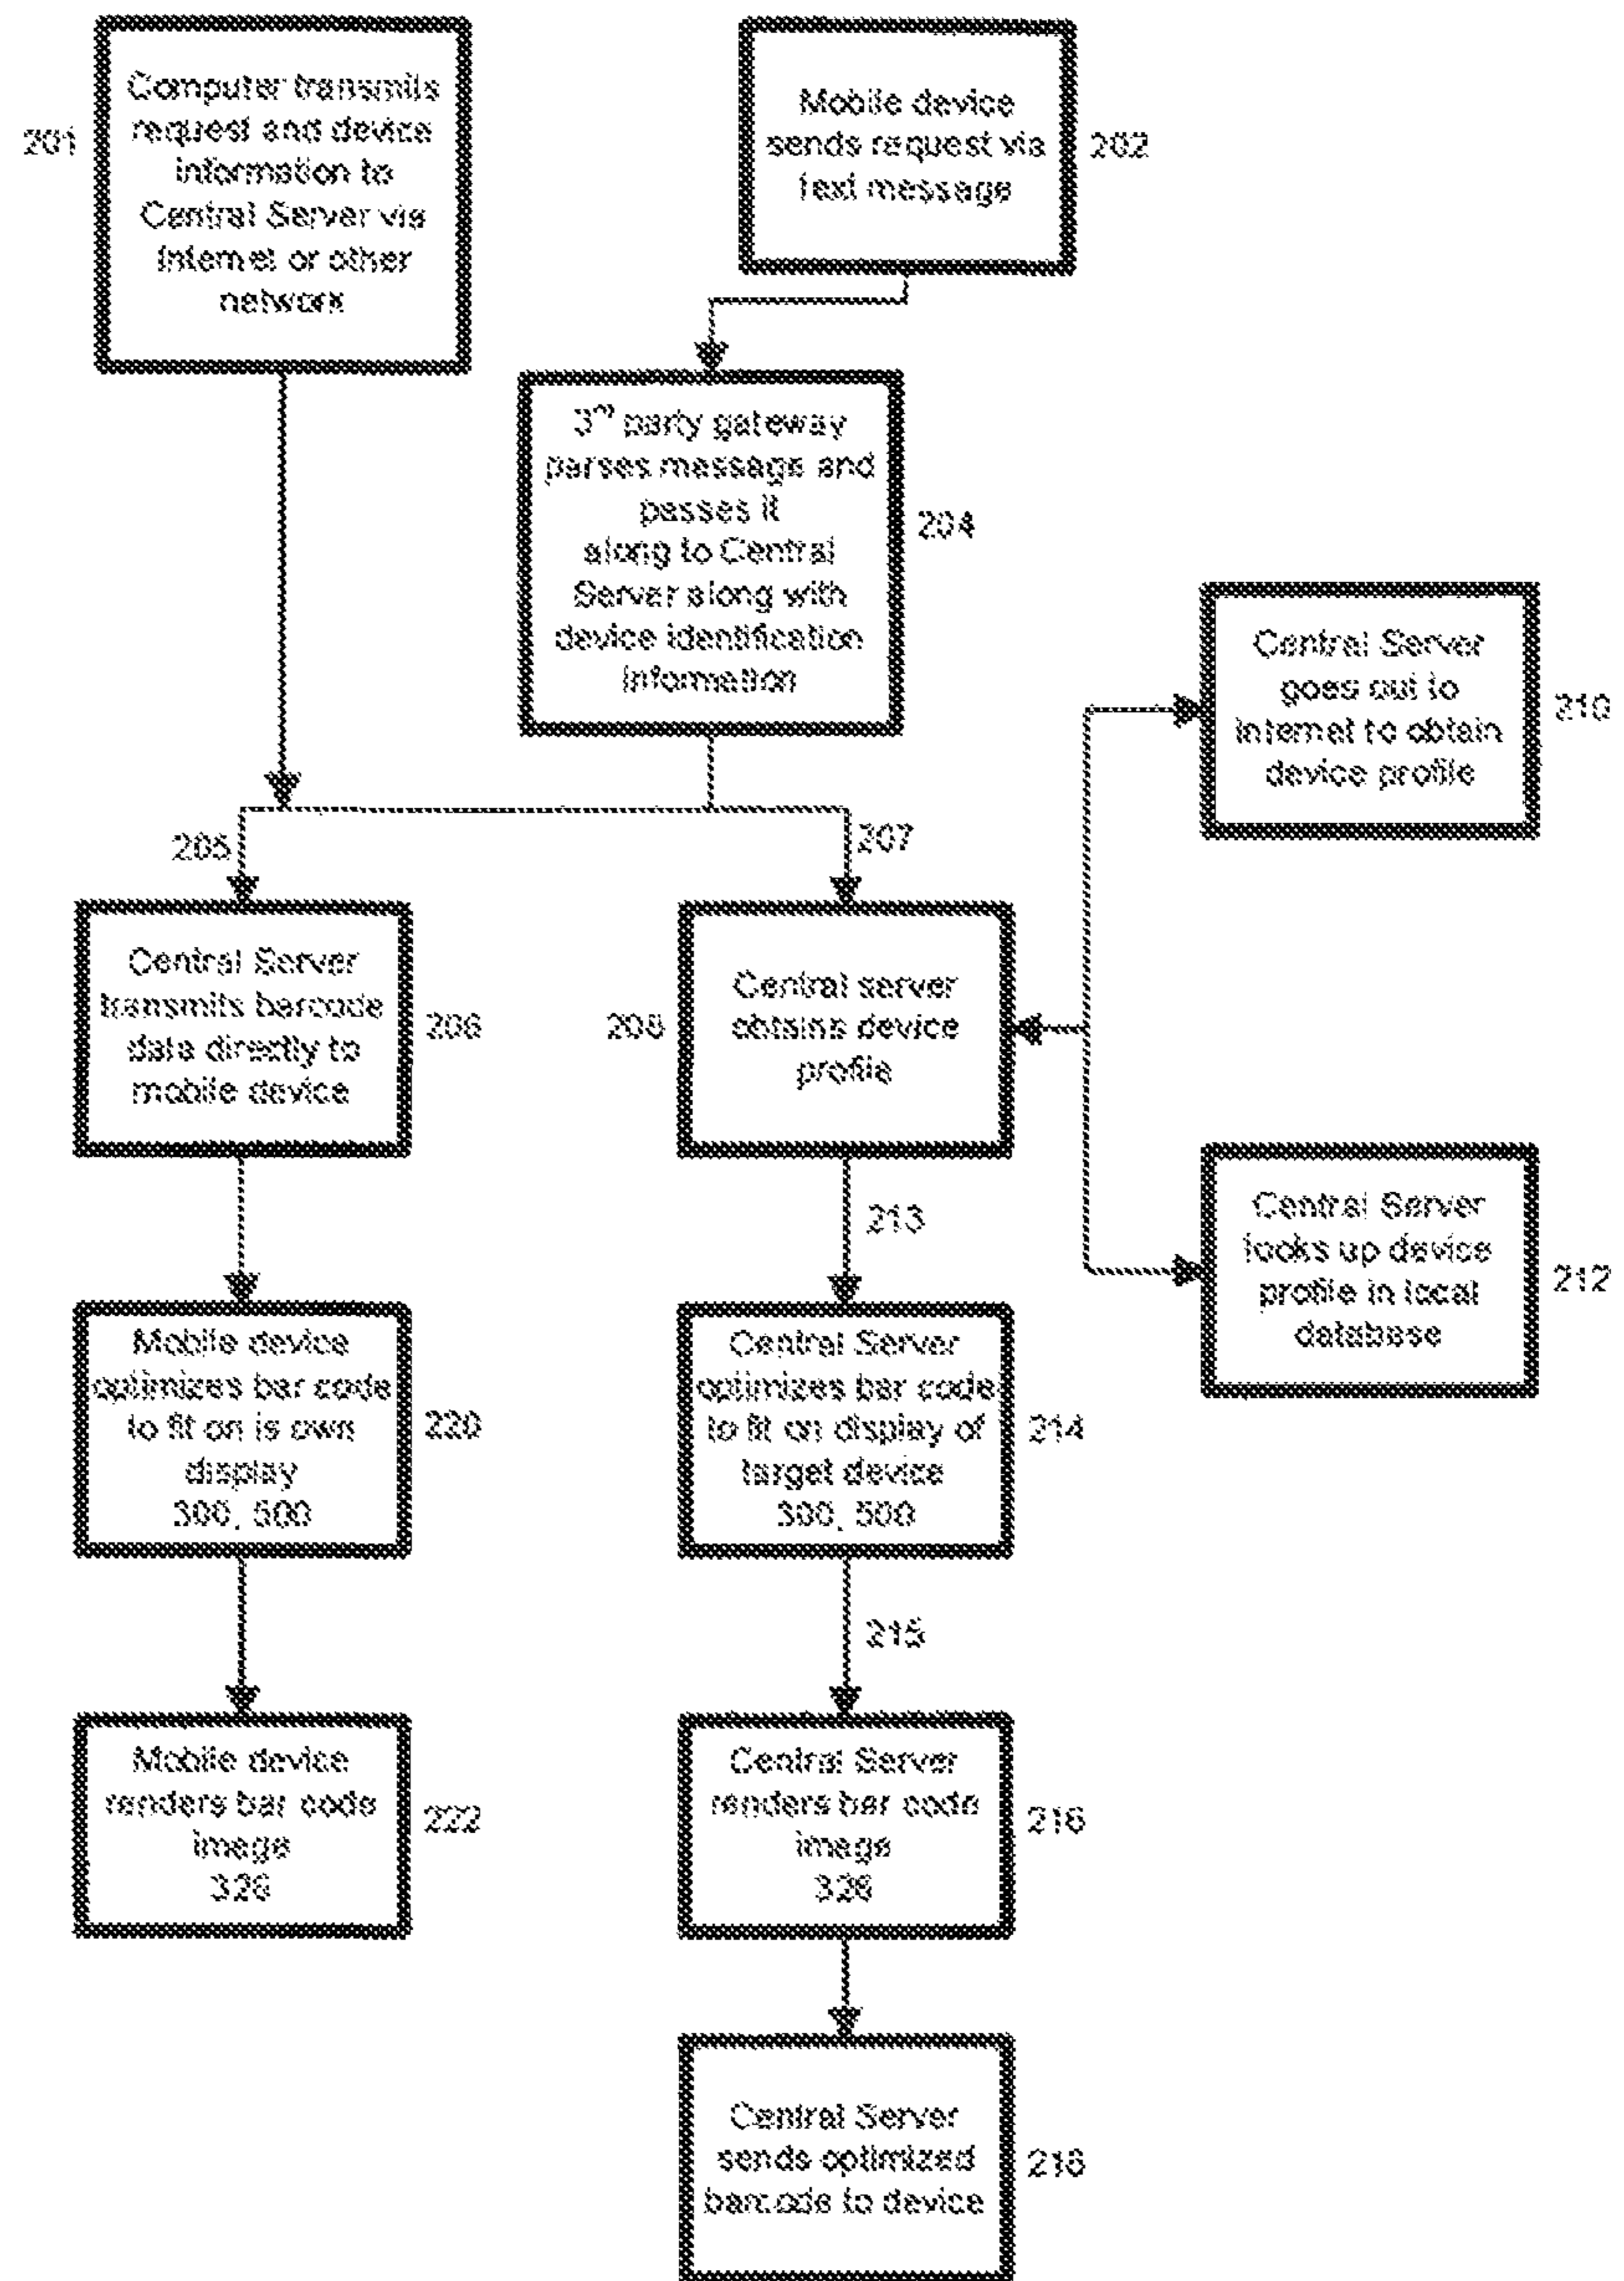 201
Computer transmits
request and device
information to
Central Server via
Internet or other
network
Mobile device
sends request via
text message
202
3rd party gateway
parses message and
passes it
along to Central
Server along with
device identification
information
204
Central Server
goes out to
internet to obtain
device profile
210
205
207
Central Server
transmits barcode
data directly to
mobile device
206
208
Central server
obtains device
profile
213
Central Server
looks up device
profile in local
database
212
Mobile device
optimizes bar code
to fit on is own
display
300, 500
220
Central Server
optimizes bar code
to fit on display of
target device
300, 500
214
215
Mobile device
renders bar code
image
326
222
Central Server
renders bar code
image
326
216
Central Server
sends optimized
barcode to device
218